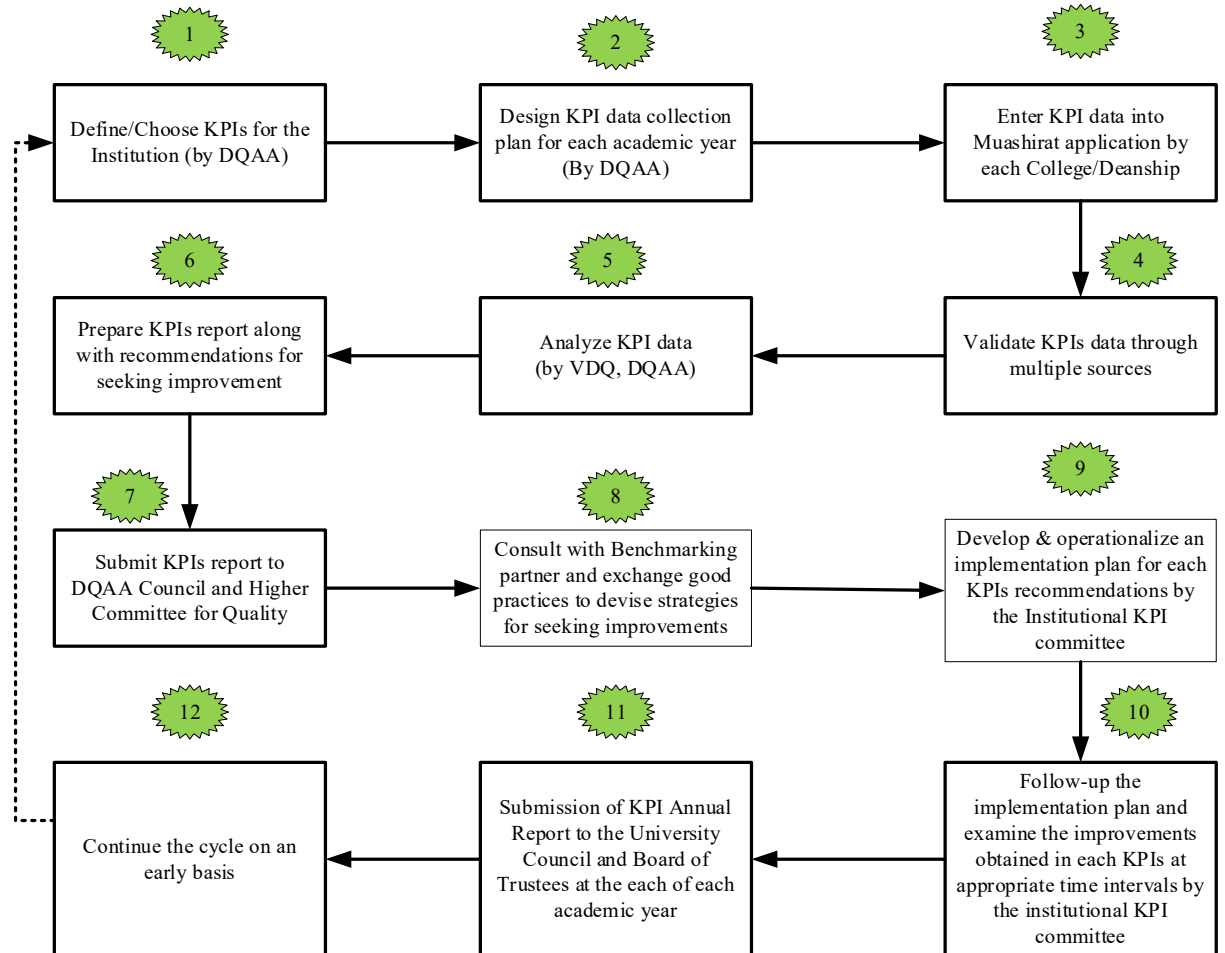 1
Define/Choose KPIs for the
Institution (by DQAA)
2
Design KPI data collection
plan for each academic year
(By DQAA)
3
Enter KPI data into
Muashirat application by
each College/Deanship
4
Validate KPIs data through
multiple sources
5
Analyze KPI data
(by VDQ, DQAA)
6
Prepare KPIs report along
with recommendations for
seeking improvement
7
Submit KPIs report to
DQAA Council and Higher
Committee for Quality
8
Consult with Benchmarking
partner and exchange good
practices to devise strategies
for seeking improvements
9
Develop & operationalize an
implementation plan for each
KPIs recommendations by
the Institutional KPI
committee
10
Follow-up the
implementation plan and
examine the improvements
obtained in each KPIs at
appropriate time intervals by
the institutional KPI
committee
11
Submission of KPI Annual
Report to the University
Council and Board of
Trustees at the each of each
academic year
12
Continue the cycle on an
early basis